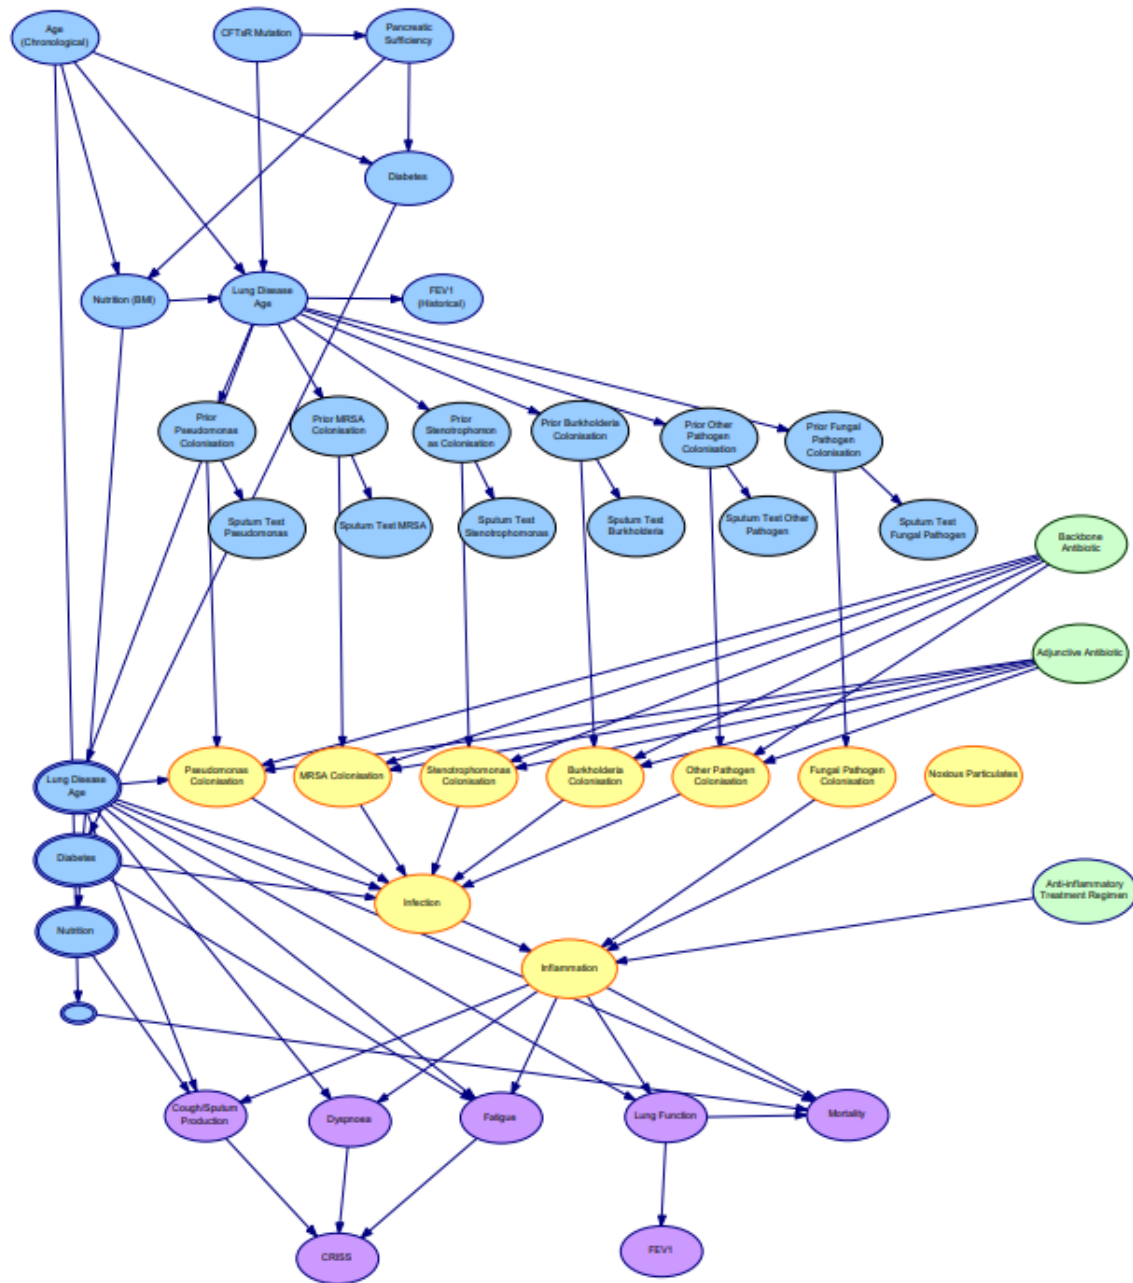 Age
(Chronological)
CFTxR Mutation
Pancreatic
Sufficiency
Diabetes
Nutrition (BMI)
Lung Disease
Age
FEV1
(Historical)
Prior
Pseudomonas
Colonisation
Prior MRSA
Colonisation
Prior
Stenotrophomon
as Colonisation
Prior Burkholderia
Colonisation
Prior Other
Pathogen
Colonisation
Prior Fungal
Pathogen
Colonisation
Sputum Text
Pseudomonas
Sputum Test MRSA
Sputum Test
Stenotrophomonas
Sputum Text
Burkholderia
Sputum Test Other
Pathogen
Sputum Test
Fungal Pathogen
Backbone
Antibiotic
Adjunctive Antibiotic
Lung Disease
Age
Pseudomonas
Colonisation
MRSA Colonisation
Stenotrophomonas
Colonisation
Burkholderia
Colonisation
Other Pathogen
Colonisation
Fungal Pathogen
Colonisation
Noxious Particulates
Diabetes
Infection
Anti-inflammatory
Treatment Regimen
Nutrition
Inflammation
Cough/Sputum
Production
Dyspnoea
Fatigue
Lung Function
Mortality
CRISS
FEV1